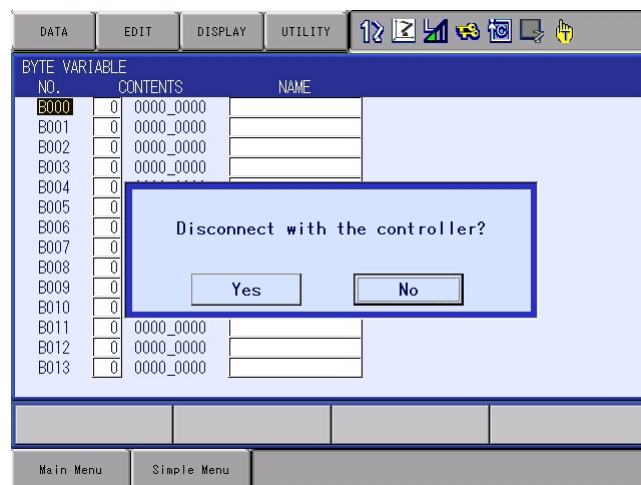 DATA EDIT DISPLAY UTILITY 12
BYTE VARIABLE
NO. CONTENTS NAME
B000 0 0000_0000
B001 0 0000_0000
B002 0 0000_0000
B003 0 0000_0000
B004 0
B005 0
B006 0 Disconnect with the controller?
B007 0
B008 0
B009 0 Yes No
B010 0
B011 0 0000_0000
B012 0 0000_0000
B013 0 0000_0000
Main Menu Simple Menu